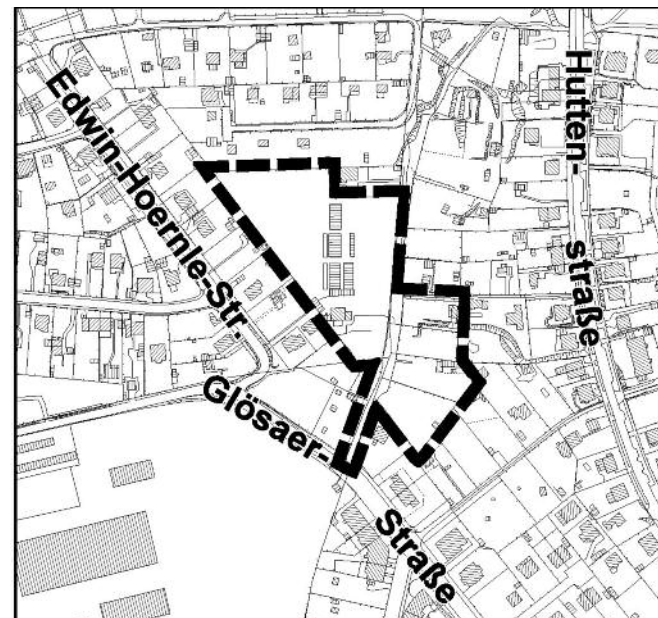 Edwin-Hoernle-Str.
Hutten-
straße
Glösaer-
Straße